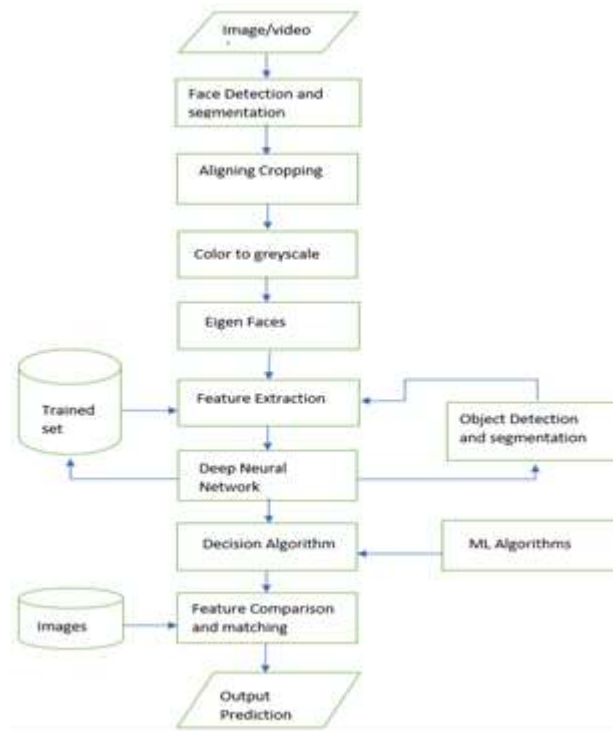 Image/video
Face Detection and
segmentation
Aligning Cropping
Color to greyscale
Eigen Faces
Feature Extraction
Trained
set
Object Detection
and segmentation
Deep Neural
Network
Decision Algorithm
ML Algorithms
Feature Comparison
and matching
Images
Output
Prediction